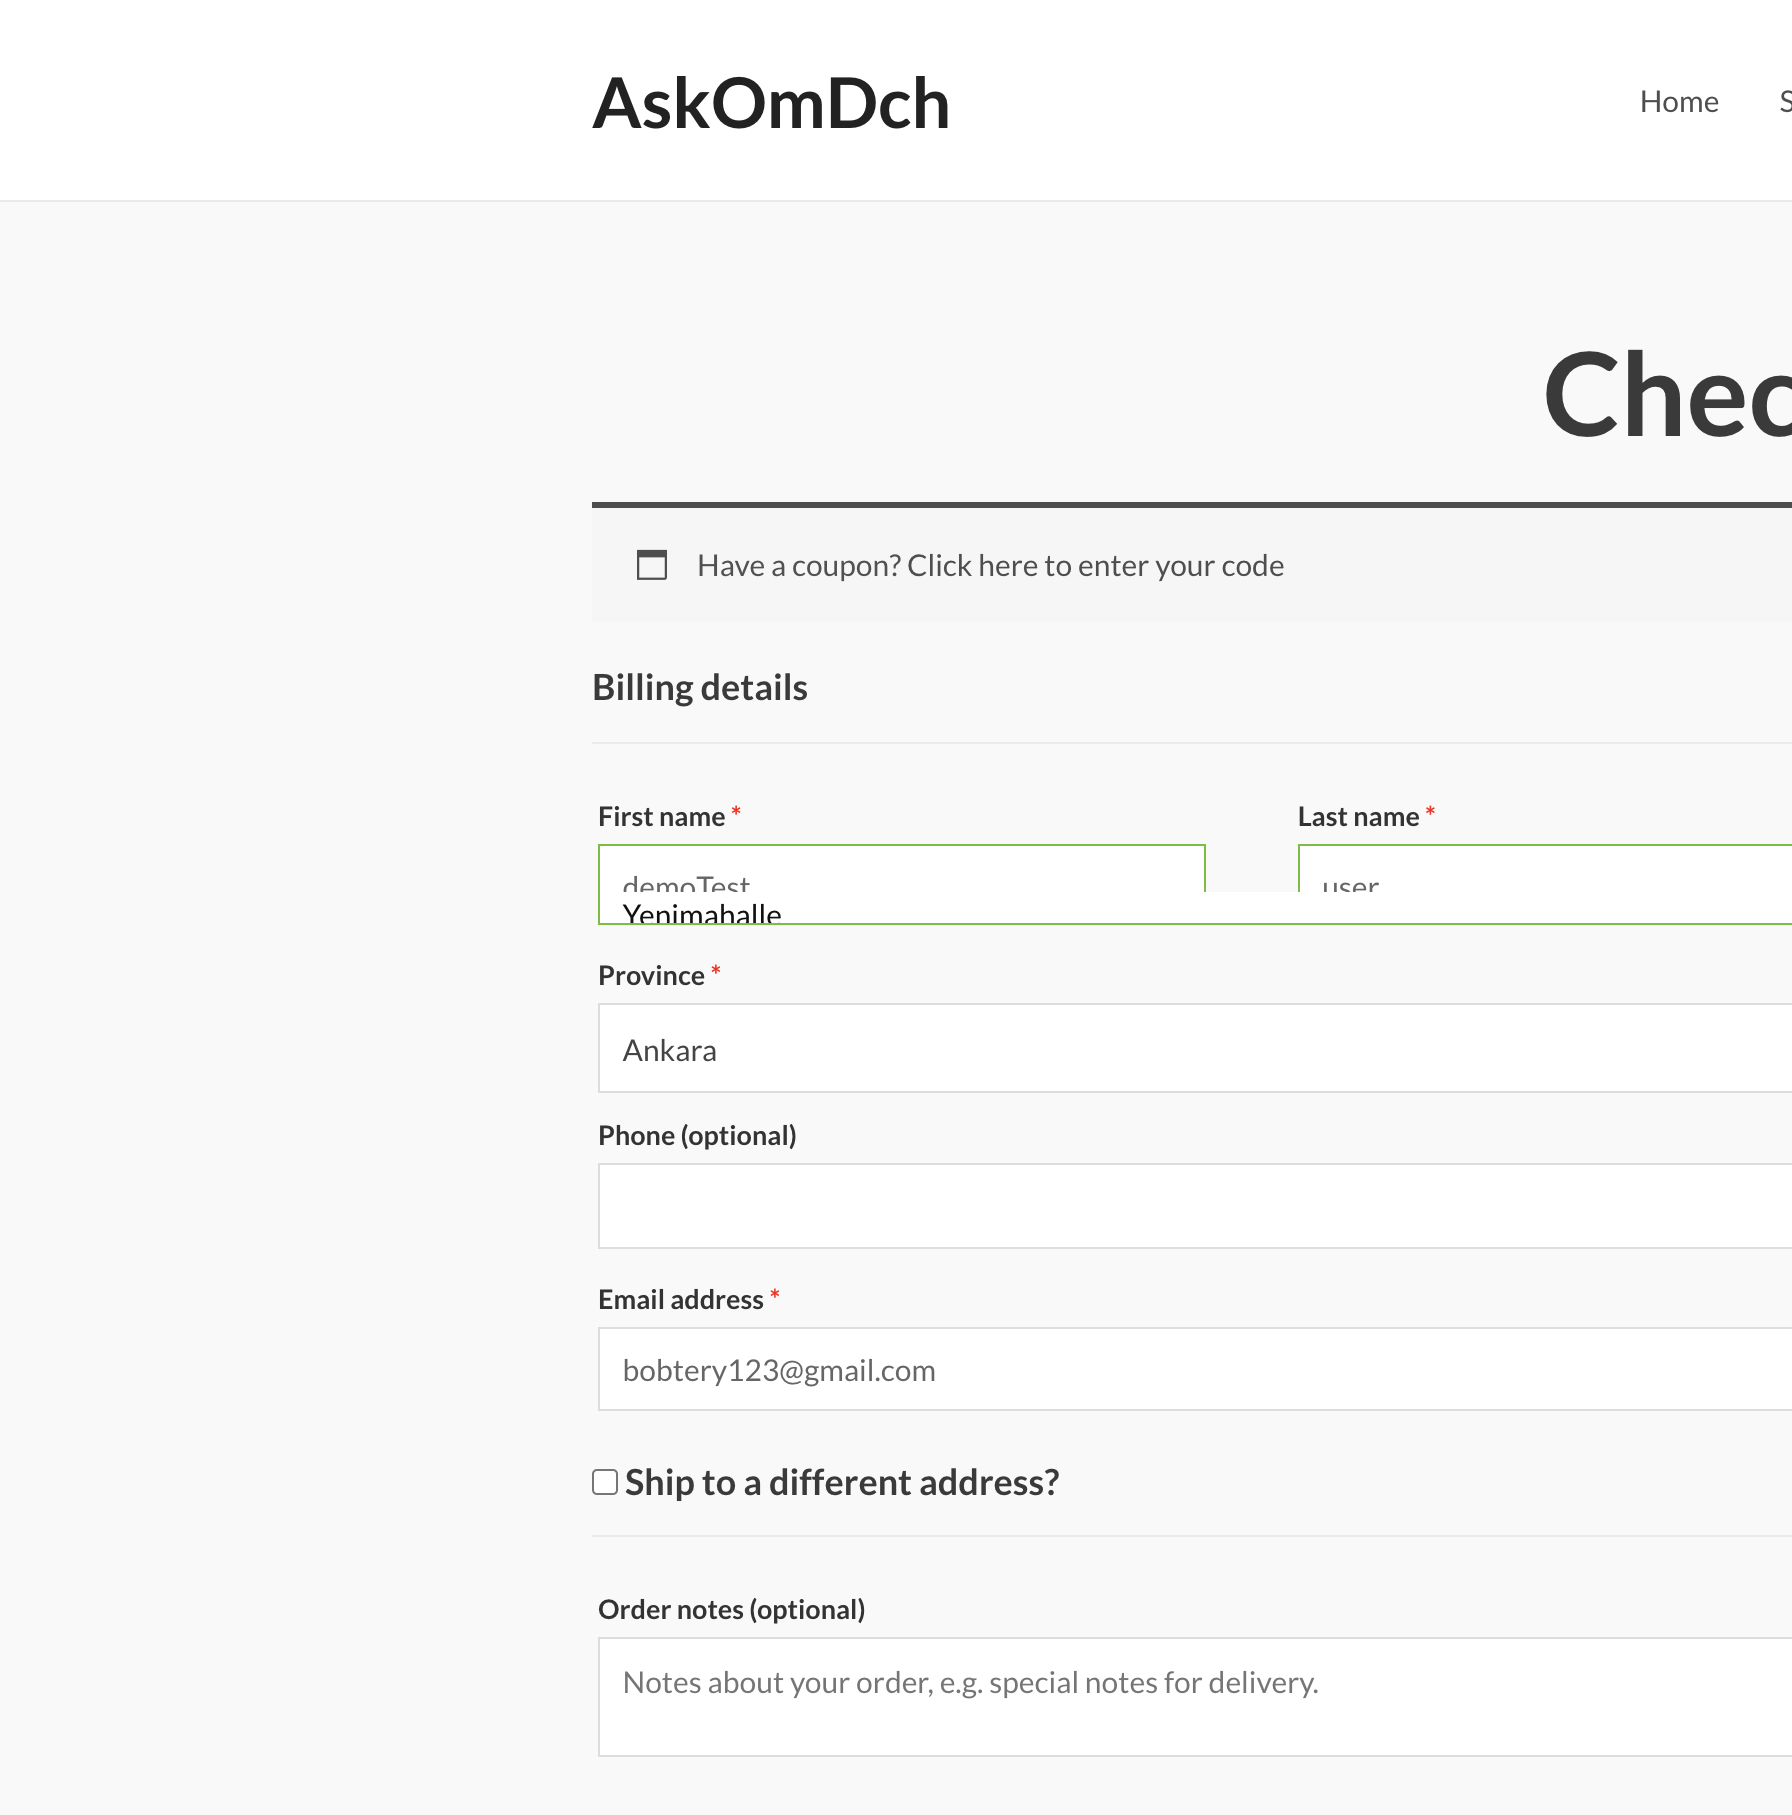 AskOmDch
Home
Billing details
Have a coupon? Click here to enter your code
First name *
Last name *
demoTest
user
Yenimahalle
Province *
Ankara
Phone (optional)
Email address *
bobtery123@gmail.com
Ship to a different address?
Order notes (optional)
Notes about your order, e.g. special notes for delivery.